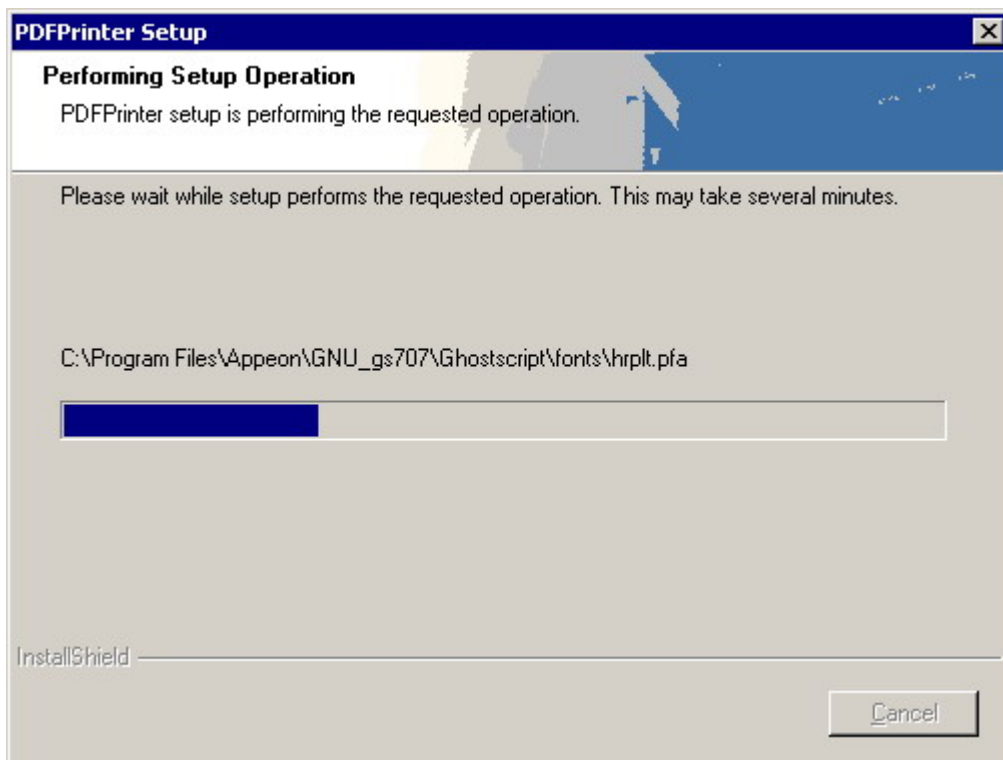 PDFPrinter Setup
Performing Setup Operation
PDFPrinter setup is performing the requested operation.
Please wait while setup performs the requested operation. This may take several minutes.
C:\Program Files\Appeon\GNU_gs707\Ghostscript\fonts\hrplt.pfa
InstallShield
Cancel